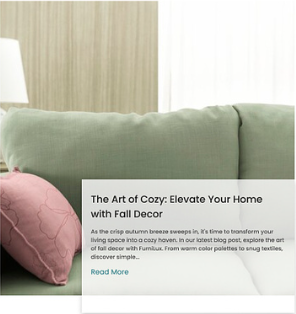 The Art of Cozy: Elevate Your Home
with Fall Decor
As the crisp autumn breeze sweeps in, it's time to transform your
living space into a cozy haven. In our latest blog post, explore the art
of fall decor with Furnilux. From warm color palettes to snug textiles,
discover simple...
Read More